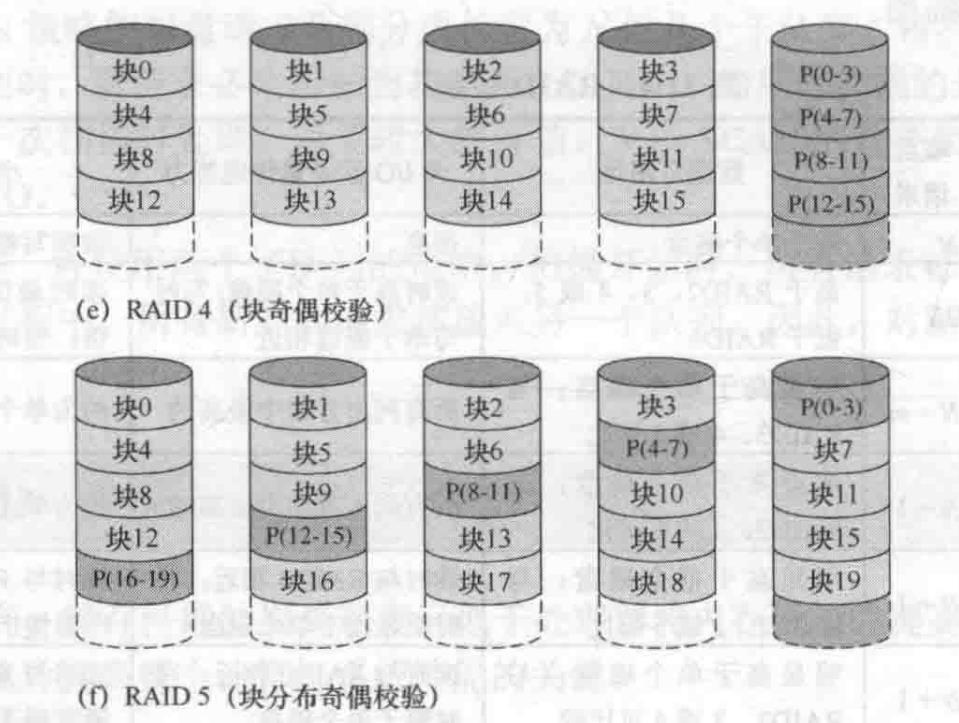 块0 块1 块2 块3 P(0-3)
块4 块5 块6 块7 P(4-7)
块8 块9 块10 块11 P(8-11)
块12 块13 块14 块15 P(12-15)
(e) RAID 4（块奇偶校验）
块0 块1 块2 块3 P(0-3)
块4 块5 块6 P(4-7) 块7
块8 块9 P(8-11) 块10 块11
块12 P(12-15) 块13 块14 块15
P(16-19) 块16 块17 块18 块19
(f) RAID 5（块分布奇偶校验）